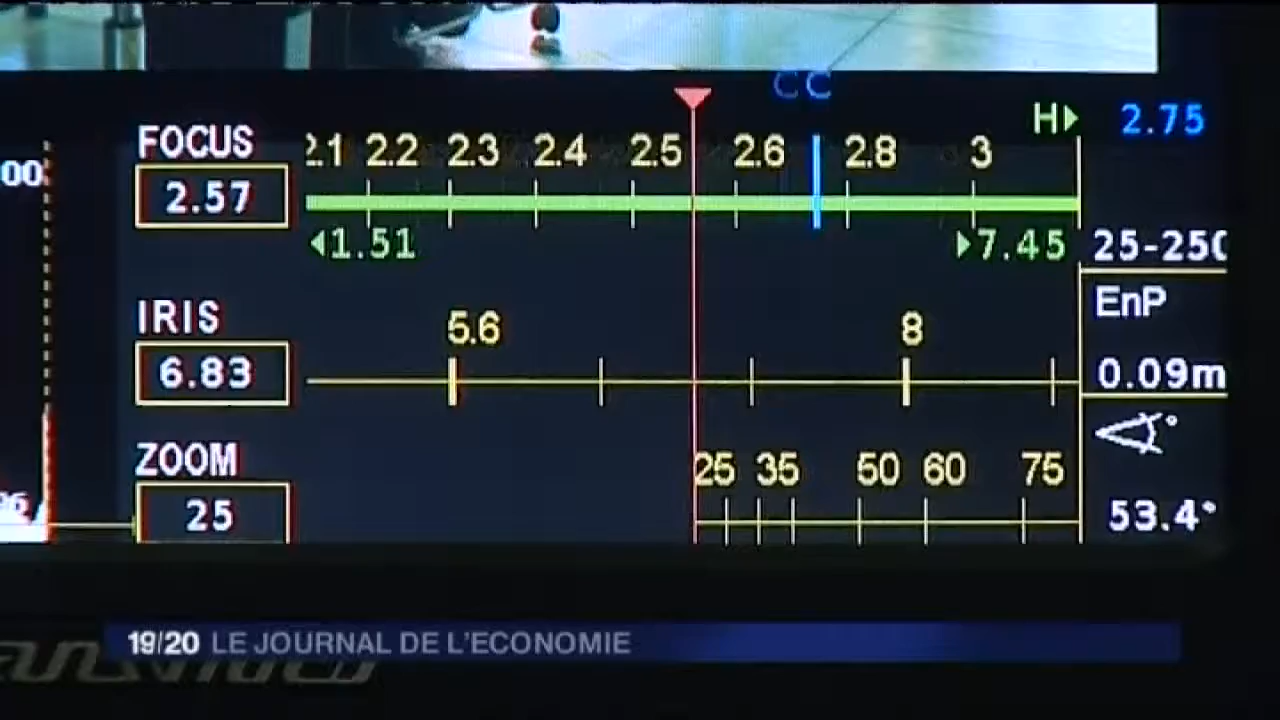 CC
H 2.75
FOCUS
2.1 2.2 2.3 2.4 2.5 2.6 2.8 3
00
2.57
1.51 7.45
25-250
EnP
IRIS
5.6 8
6.83
0.09m
ZOOM
25 35 50 60 75
25
53.4°
19/20 LE JOURNAL DE L'ECONOMIE